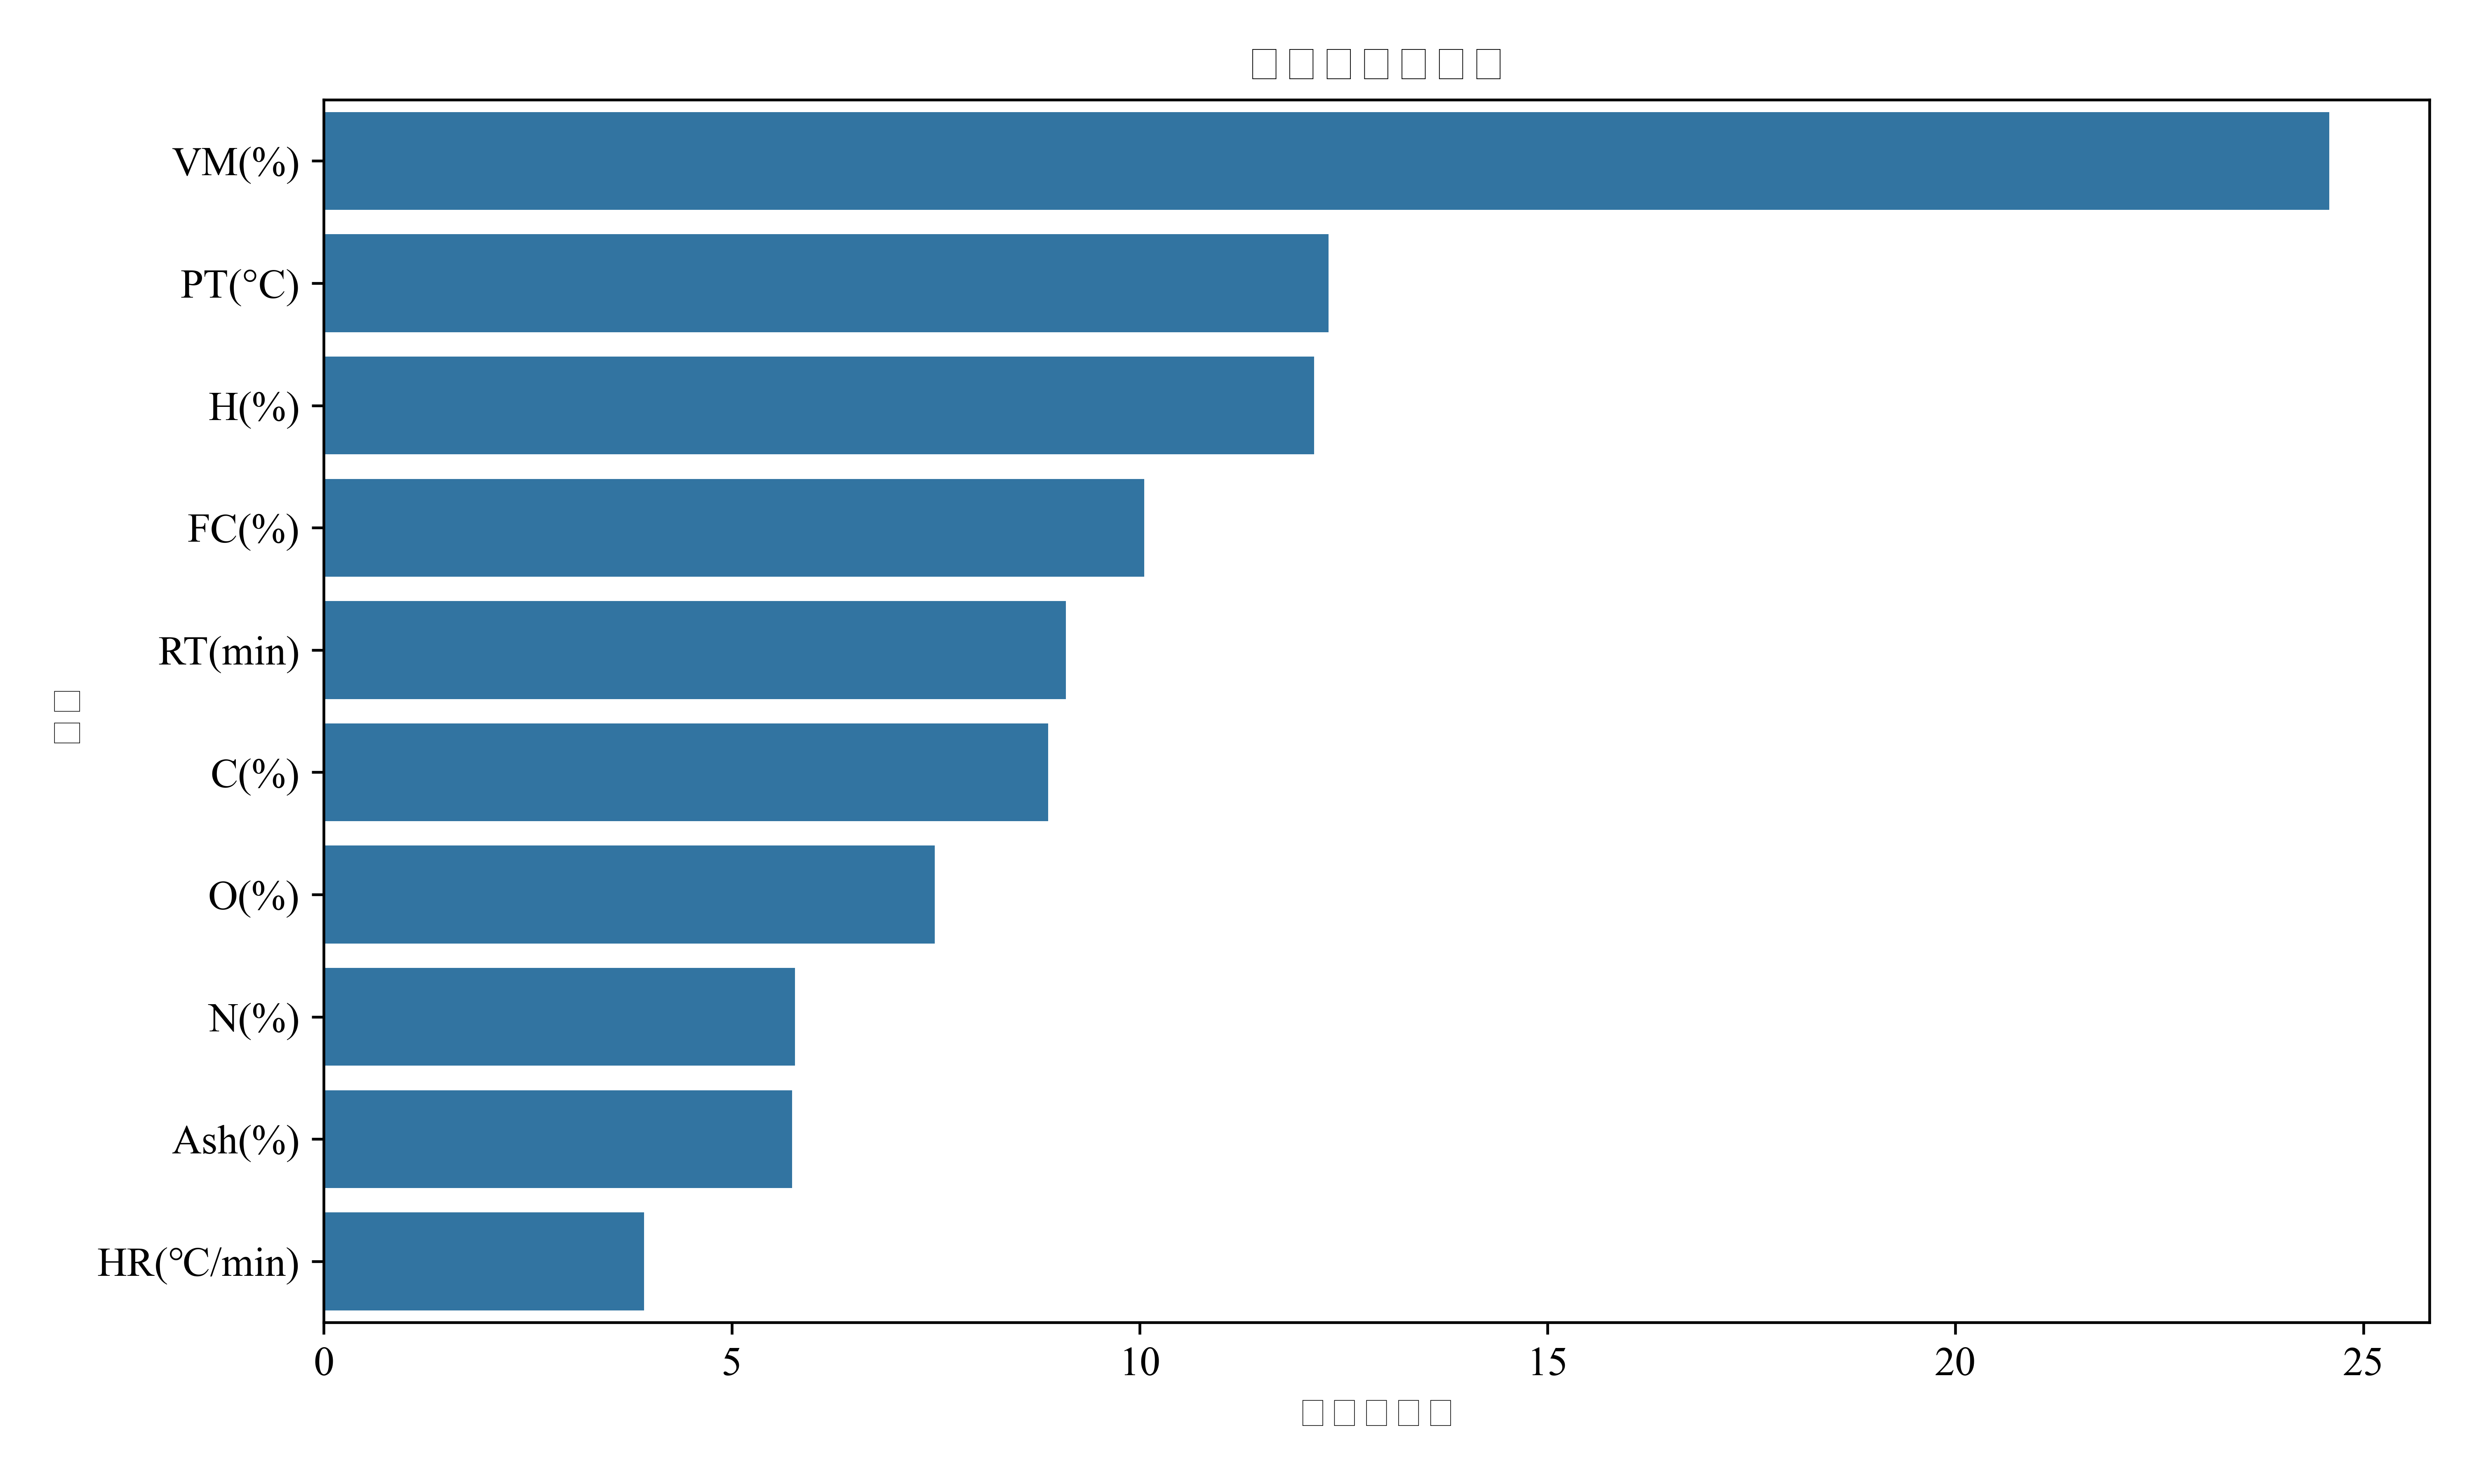 VM(%)
PT(°C)
H(%)
FC(%)
RT(min)
C(%)
O(%)
N(%)
Ash(%)
HR(°C/min)
0 5 10 15 20 25